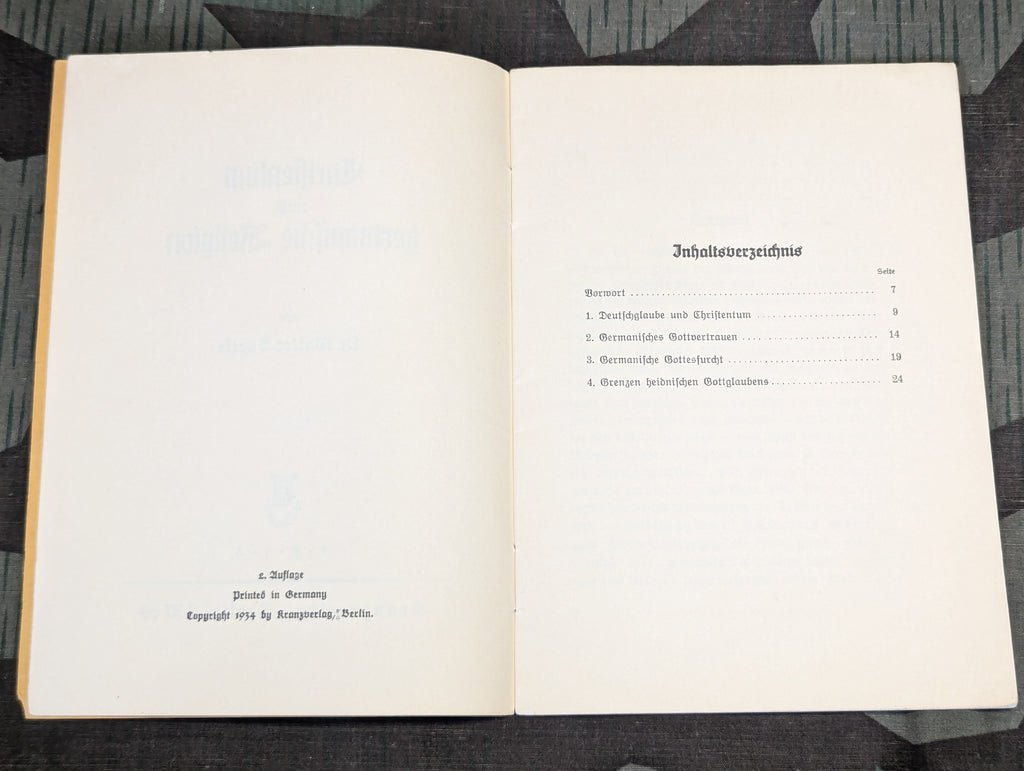 2. Auflage
Printed in Germany
Copyright 1934 by Kranzverlag, Berlin.
Inhaltsverzeichnis
Seite
Vorwort ........................................... 7
1. Deutschglaube und Christentum ..................... 9
2. Germanisches Gottvertrauen ........................ 14
3. Germanische Gottesfurcht .......................... 19
4. Grenzen heidnischen Gottglaubens .................. 24